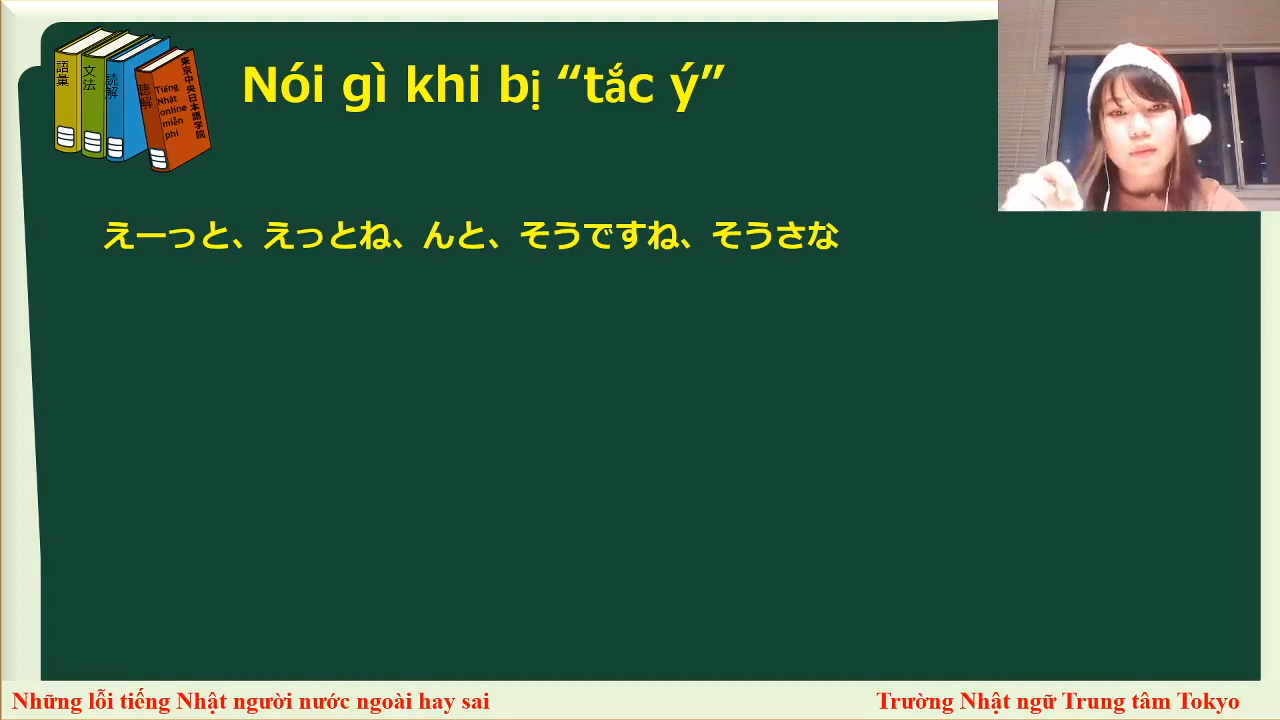 語彙
文法
読解
聴解
Tiếng
Nhật
online
miễn
phí
東京中央日本語学院
Nói gì khi bị “tắc ý”
えーっと、えっとね、んと、そうですね、そうさな
Những lỗi tiếng Nhật người nước ngoài hay sai
Trường Nhật ngữ Trung tâm Tokyo